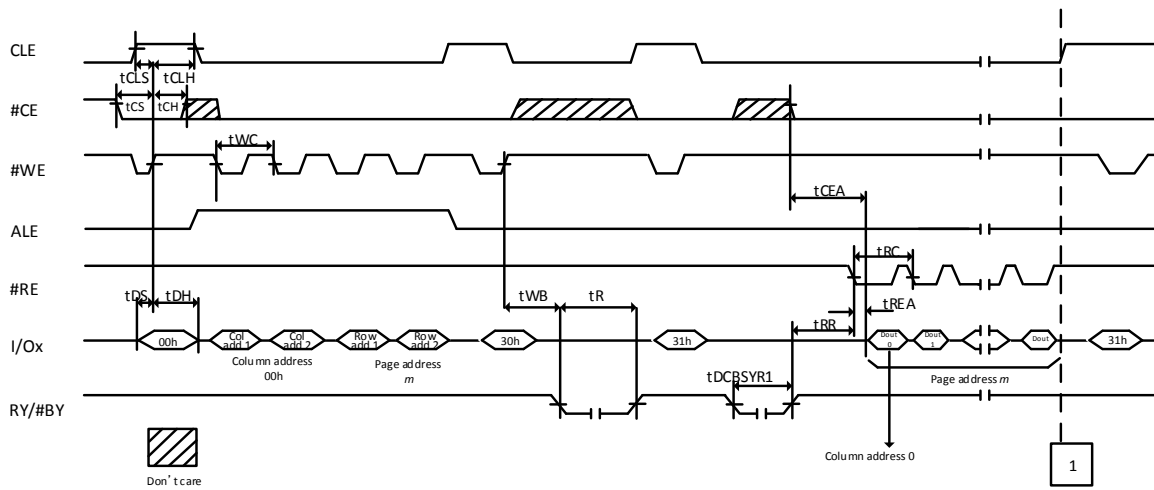 CLE
tCLS tCLH
#CE
tCS tCH
tWC
#WE
tCEA
ALE
tRC
#RE
tDS tDH
tWB tR
tREA
tRR
I/Ox
00h
Col add.1
Col add.2
Row add.1
Row add.2
30h
31h
Dout 0
Dout 1
Dout
31h
Column address
00h
Page address
m
tDCBSYR1
Page address m
RY/#BY
Column address 0
1
Don't care